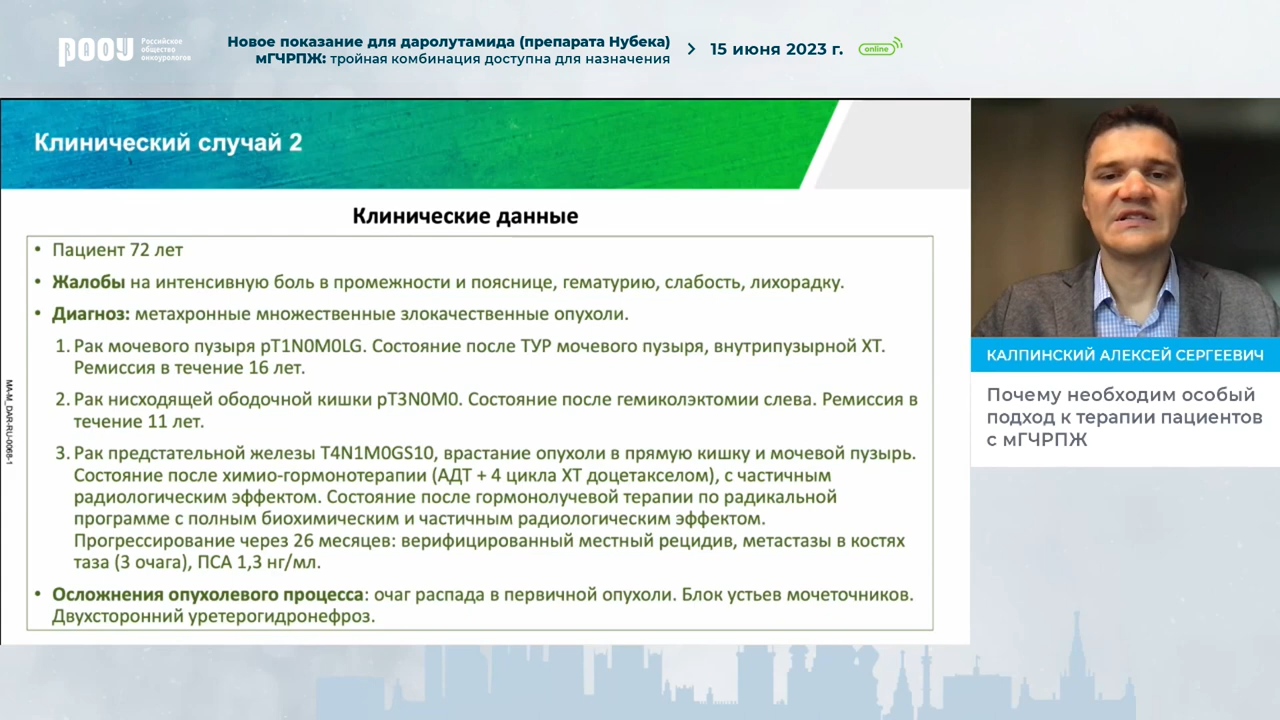 РООУ
RAOU
Российское
общество
онкоурологов
Новое показание для даролутамида (препарата Нубека)
мГЧРПЖ: тройная комбинация доступна для назначения
15 июня 2023 г.
online
Клинический случай 2
Клинические данные
• Пациент 72 лет
• Жалобы на интенсивную боль в промежности и пояснице, гематурию, слабость, лихорадку.
• Диагноз: метахронные множественные злокачественные опухоли.
1. Рак мочевого пузыря pT1N0M0LG. Состояние после ТУР мочевого пузыря, внутрипузырной ХТ.
Ремиссия в течение 16 лет.
2. Рак нисходящей ободочной кишки pT3N0M0. Состояние после гемиколэктомии слева. Ремиссия в
течение 11 лет.
3. Рак предстательной железы T4N1M0GS10, врастание опухоли в прямую кишку и мочевой пузырь.
Состояние после химио-гормонотерапии (АДТ + 4 цикла ХТ доцетакселом), с частичным
радиологическим эффектом. Состояние после гормонолучевой терапии по радикальной
программе с полным биохимическим и частичным радиологическим эффектом.
Прогрессирование через 26 месяцев: верифицированный местный рецидив, метастазы в костях
таза (3 очага), ПСА 1,3 нг/мл.
• Осложнения опухолевого процесса: очаг распада в первичной опухоли. Блок устьев мочеточников.
Двухсторонний уретерогидронефроз.
MA-M_DAR-RU-0068-1
КАЛПИНСКИЙ АЛЕКСЕЙ СЕРГЕЕВИЧ
Почему необходим особый
подход к терапии пациентов
с мГЧРПЖ